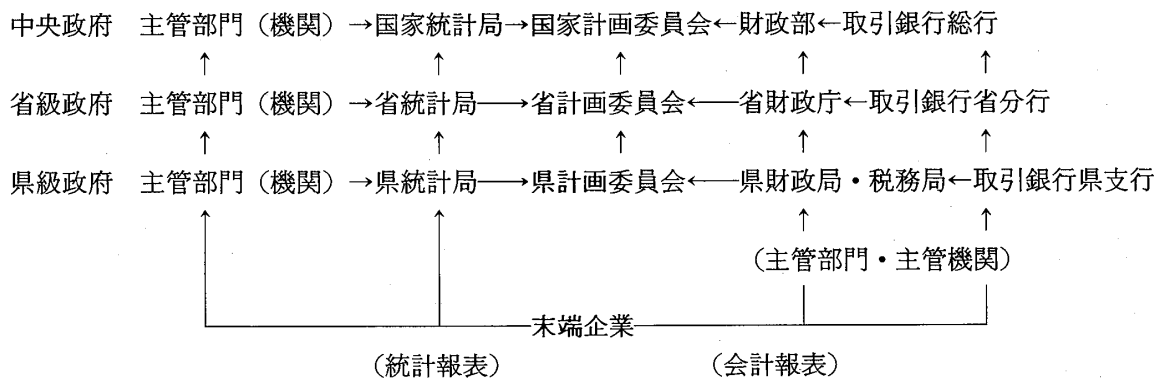 中央政府 主管部門（機関）→国家統計局→国家計画委員会←財政部←取引銀行総行
↑ ↑ ↑ ↑ ↑
省級政府 主管部門（機関）→省統計局→省計画委員会←省財政庁←取引銀行省分行
↑ ↑ ↑ ↑ ↑
県級政府 主管部門（機関）→県統計局→県計画委員会←県財政局・税務局←取引銀行県支行
↑ ↑
（主管部門・主管機関）
末端企業
（統計報表） （会計報表）